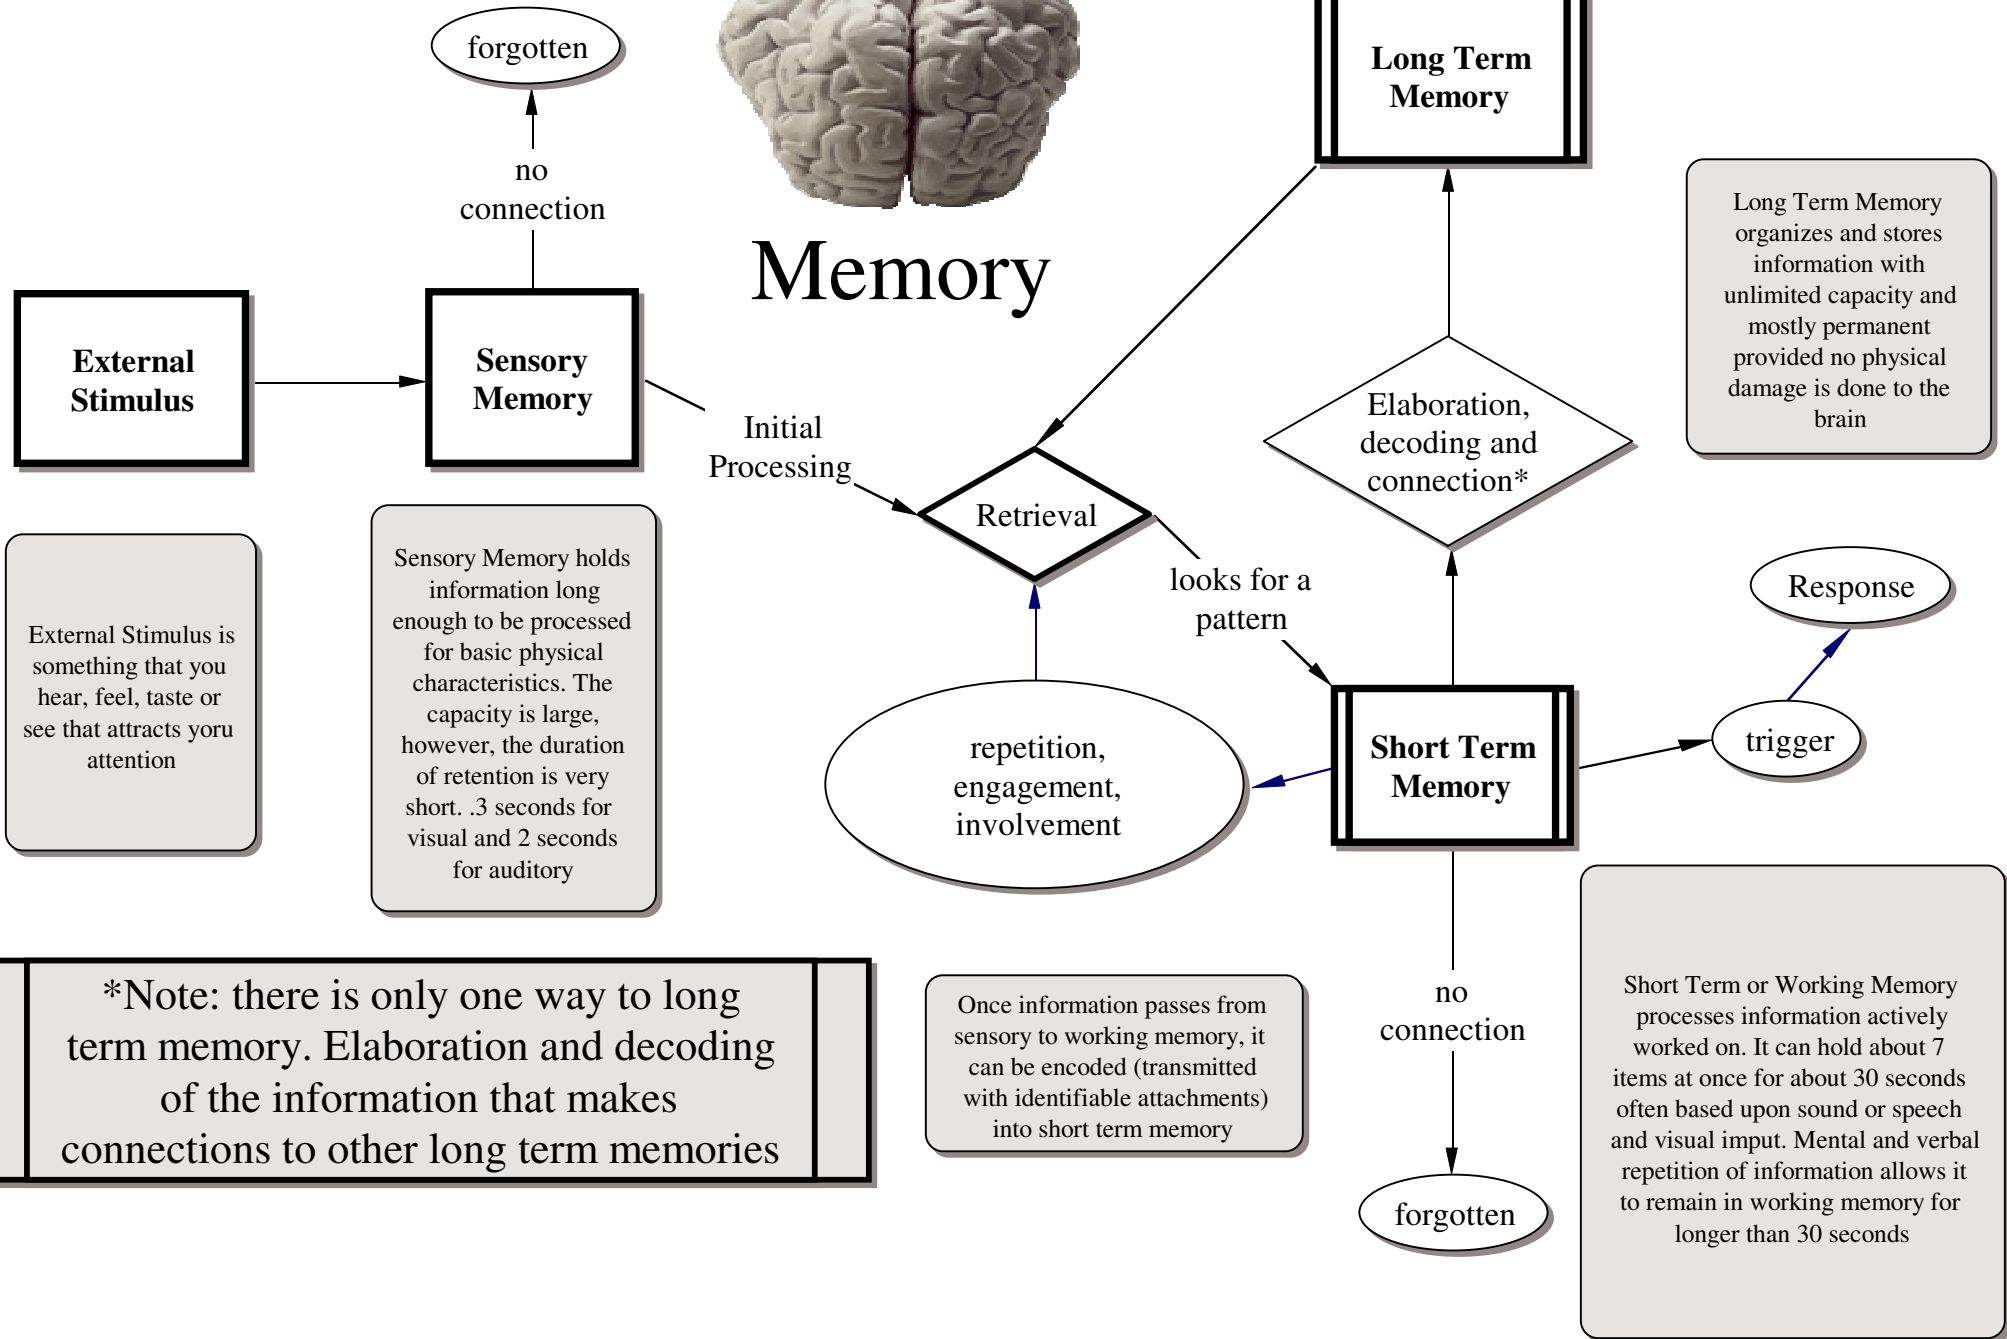 forgotten
no
connection
Memory
Long Term
Memory
External
Stimulus
Sensory
Memory
Initial
Processing
Retrieval
looks for a
pattern
Elaboration,
decoding and
connection*
Long Term Memory
organizes and stores
information with
unlimited capacity and
mostly permanent
provided no physical
damage is done to the
brain
External Stimulus is
something that you
hear, feel, taste or
see that attracts yoru
attention
Sensory Memory holds
information long
enough to be processed
for basic physical
characteristics. The
capacity is large,
however, the duration
of retention is very
short. .3 seconds for
visual and 2 seconds
for auditory
repetition,
engagement,
involvement
Short Term
Memory
trigger
Response
*Note: there is only one way to long
term memory. Elaboration and decoding
of the information that makes
connections to other long term memories
Once information passes from
sensory to working memory, it
can be encoded (transmitted
with identifiable attachments)
into short term memory
no
connection
forgotten
Short Term or Working Memory
processes information actively
worked on. It can hold about 7
items at once for about 30 seconds
often based upon sound or speech
and visual imput. Mental and verbal
repetition of information allows it
to remain in working memory for
longer than 30 seconds